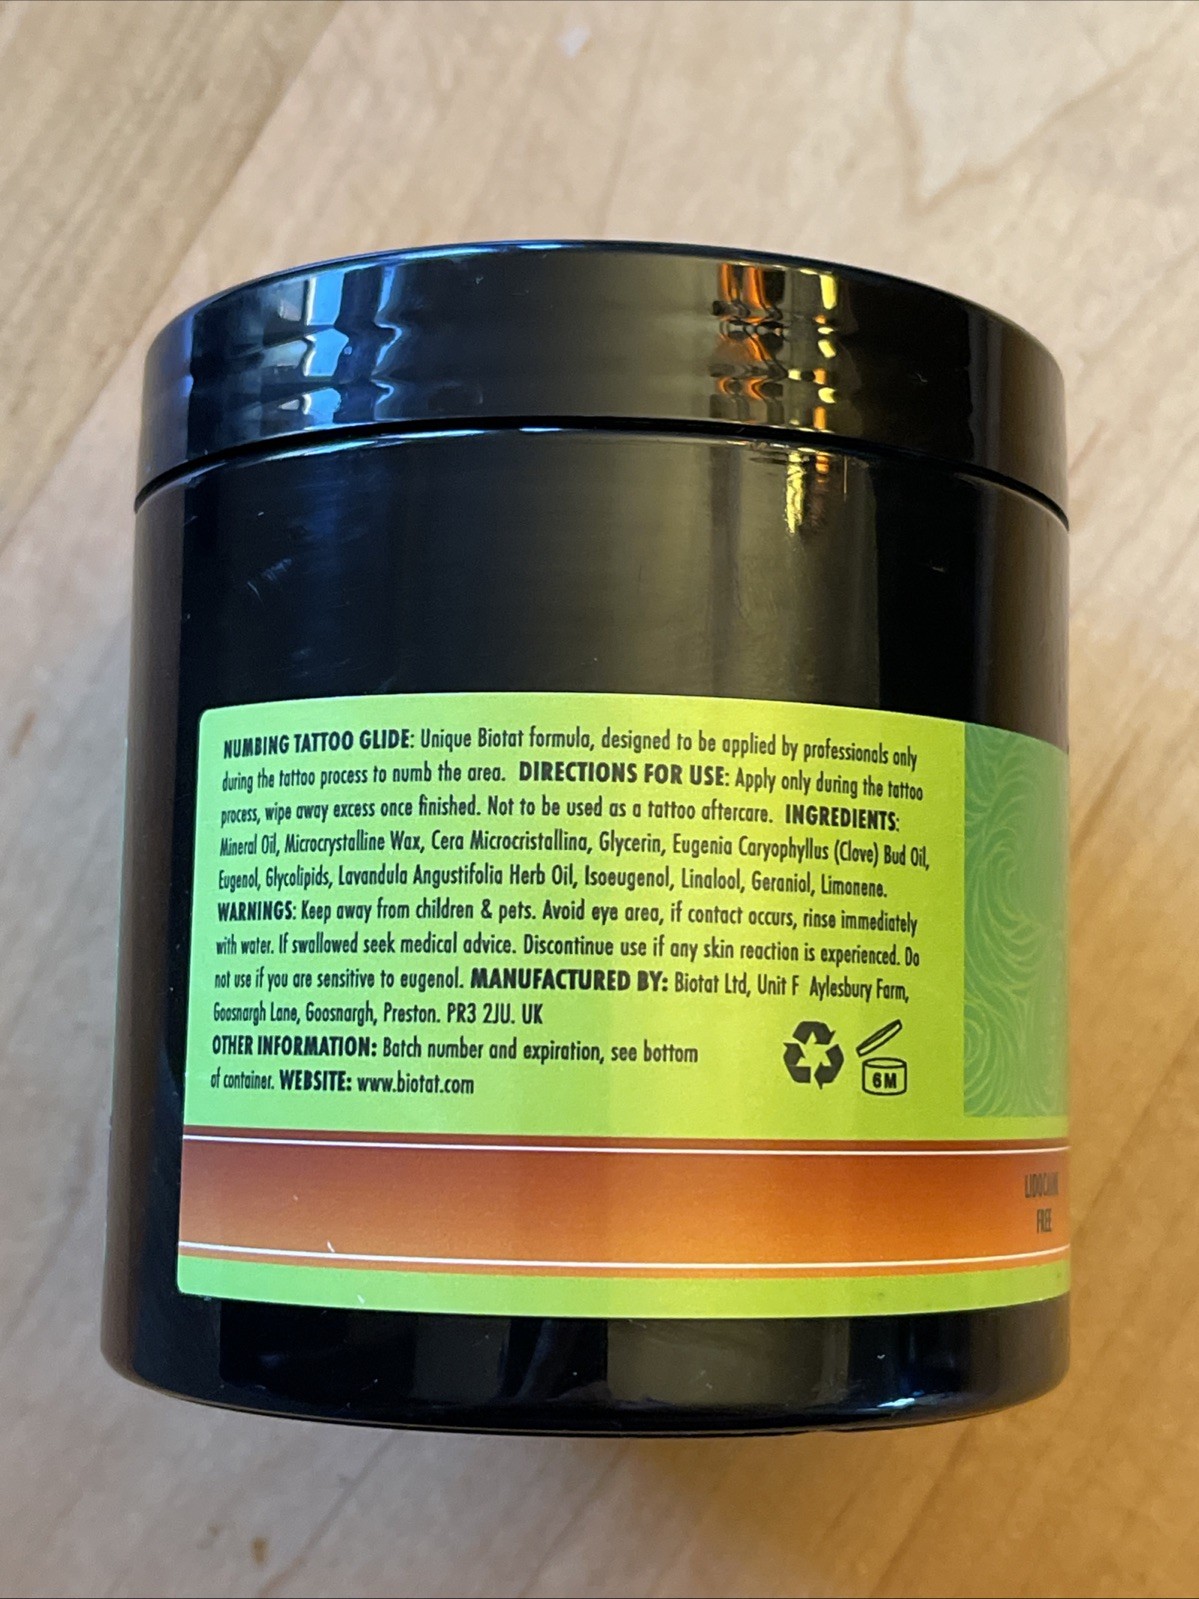 NUMBING TATTOO GLIDE: Unique Biotat formula, designed to be applied by professionals only
during the tattoo process to numb the area. DIRECTIONS FOR USE: Apply only during the tattoo
process, wipe away excess once finished. Not to be used as a tattoo aftercare. INGREDIENTS:
Mineral Oil, Microcrystalline Wax, Cera Microcristallina, Glycerin, Eugenia Caryophyllus (Clove) Bud Oil,
Eugenol, Glycolipids, Lavandula Angustifolia Herb Oil, Isoeugenol, Linalool, Geraniol, Limonene.
WARNINGS: Keep away from children & pets. Avoid eye area, if contact occurs, rinse immediately
with water. If swallowed seek medical advice. Discontinue use if any skin reaction is experienced. Do
not use if you are sensitive to eugenol. MANUFACTURED BY: Biotat Ltd, Unit F Aylesbury Farm,
Goosnargh Lane, Goosnargh, Preston. PR3 2JU. UK
OTHER INFORMATION: Batch number and expiration, see bottom
of container. WEBSITE: www.biotat.com
6M
LIDOCAINE
FREE